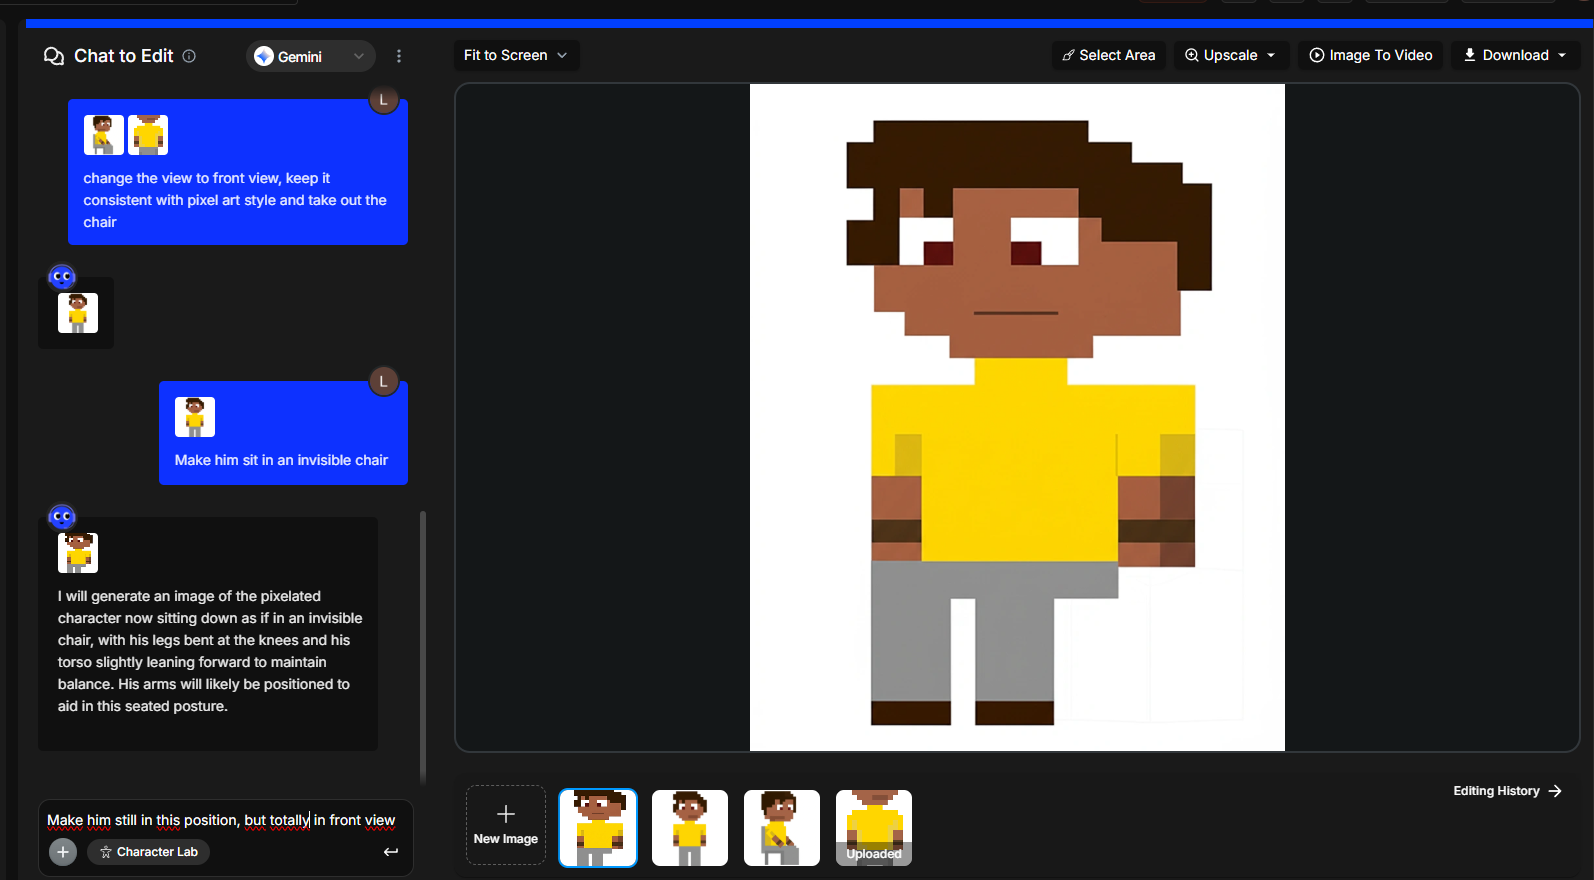 Chat to Edit
Gemini
Fit to Screen
Select Area
Upscale
Image To Video
Download
L
change the view to front view, keep it
consistent with pixel art style and take out the
chair
L
Make him sit in an invisible chair
I will generate an image of the pixelated
character now sitting down as if in an invisible
chair, with his legs bent at the knees and his
torso slightly leaning forward to maintain
balance. His arms will likely be positioned to
aid in this seated posture.
Make him still in this position, but totally in front view
Character Lab
New Image
Uploaded
Editing History